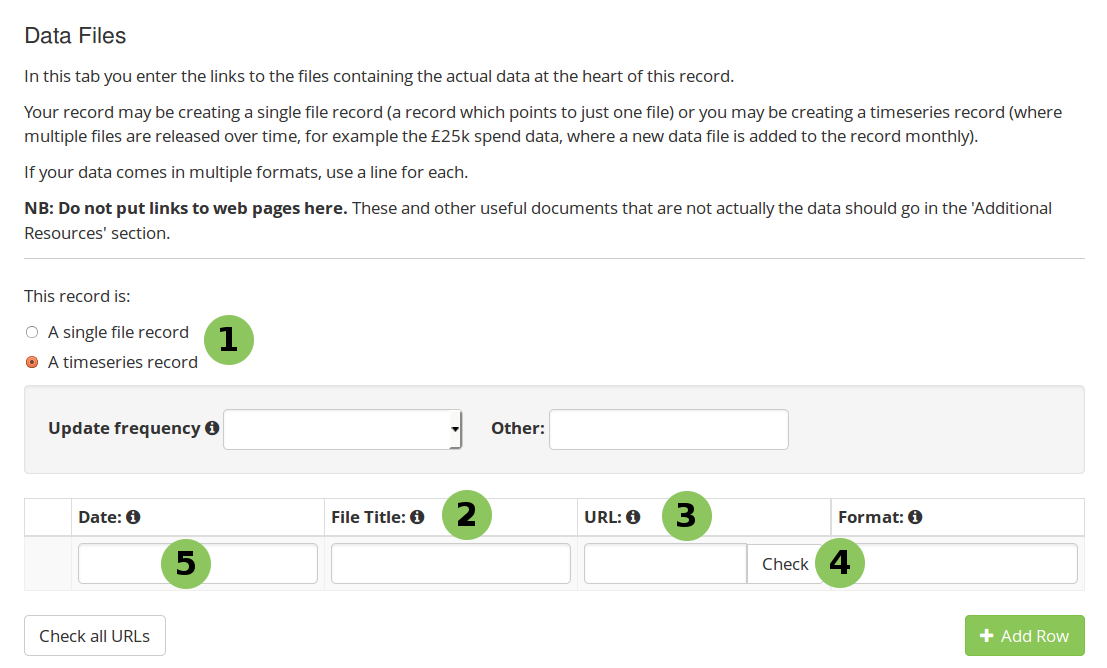 Data Files
In this tab you enter the links to the files containing the actual data at the heart of this record.
Your record may be creating a single file record (a record which points to just one file) or you may be creating a timeseries record (where
multiple files are released over time, for example the £25k spend data, where a new data file is added to the record monthly).
If your data comes in multiple formats, use a line for each.
NB: Do not put links to web pages here. These and other useful documents that are not actually the data should go in the 'Additional
Resources' section.
This record is:
A single file record
1
A timeseries record
Update frequency Other:
Date: File Title: 2 URL: 3 Format:
5 Check 4
Check all URLs Add Row